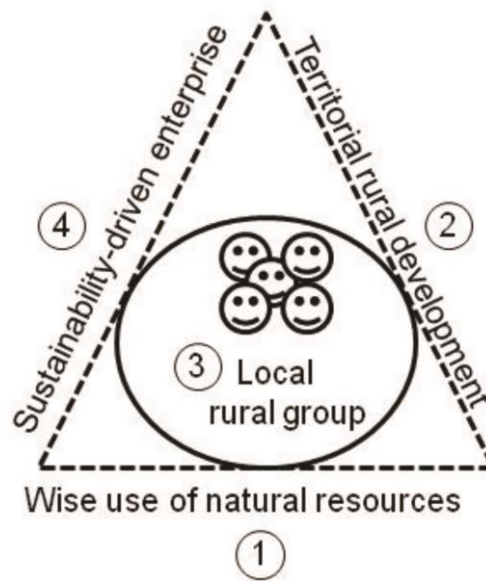 Sustainability-driven enterprise
Territorial rural development
4
2
3
Local
rural group
Wise use of natural resources
1